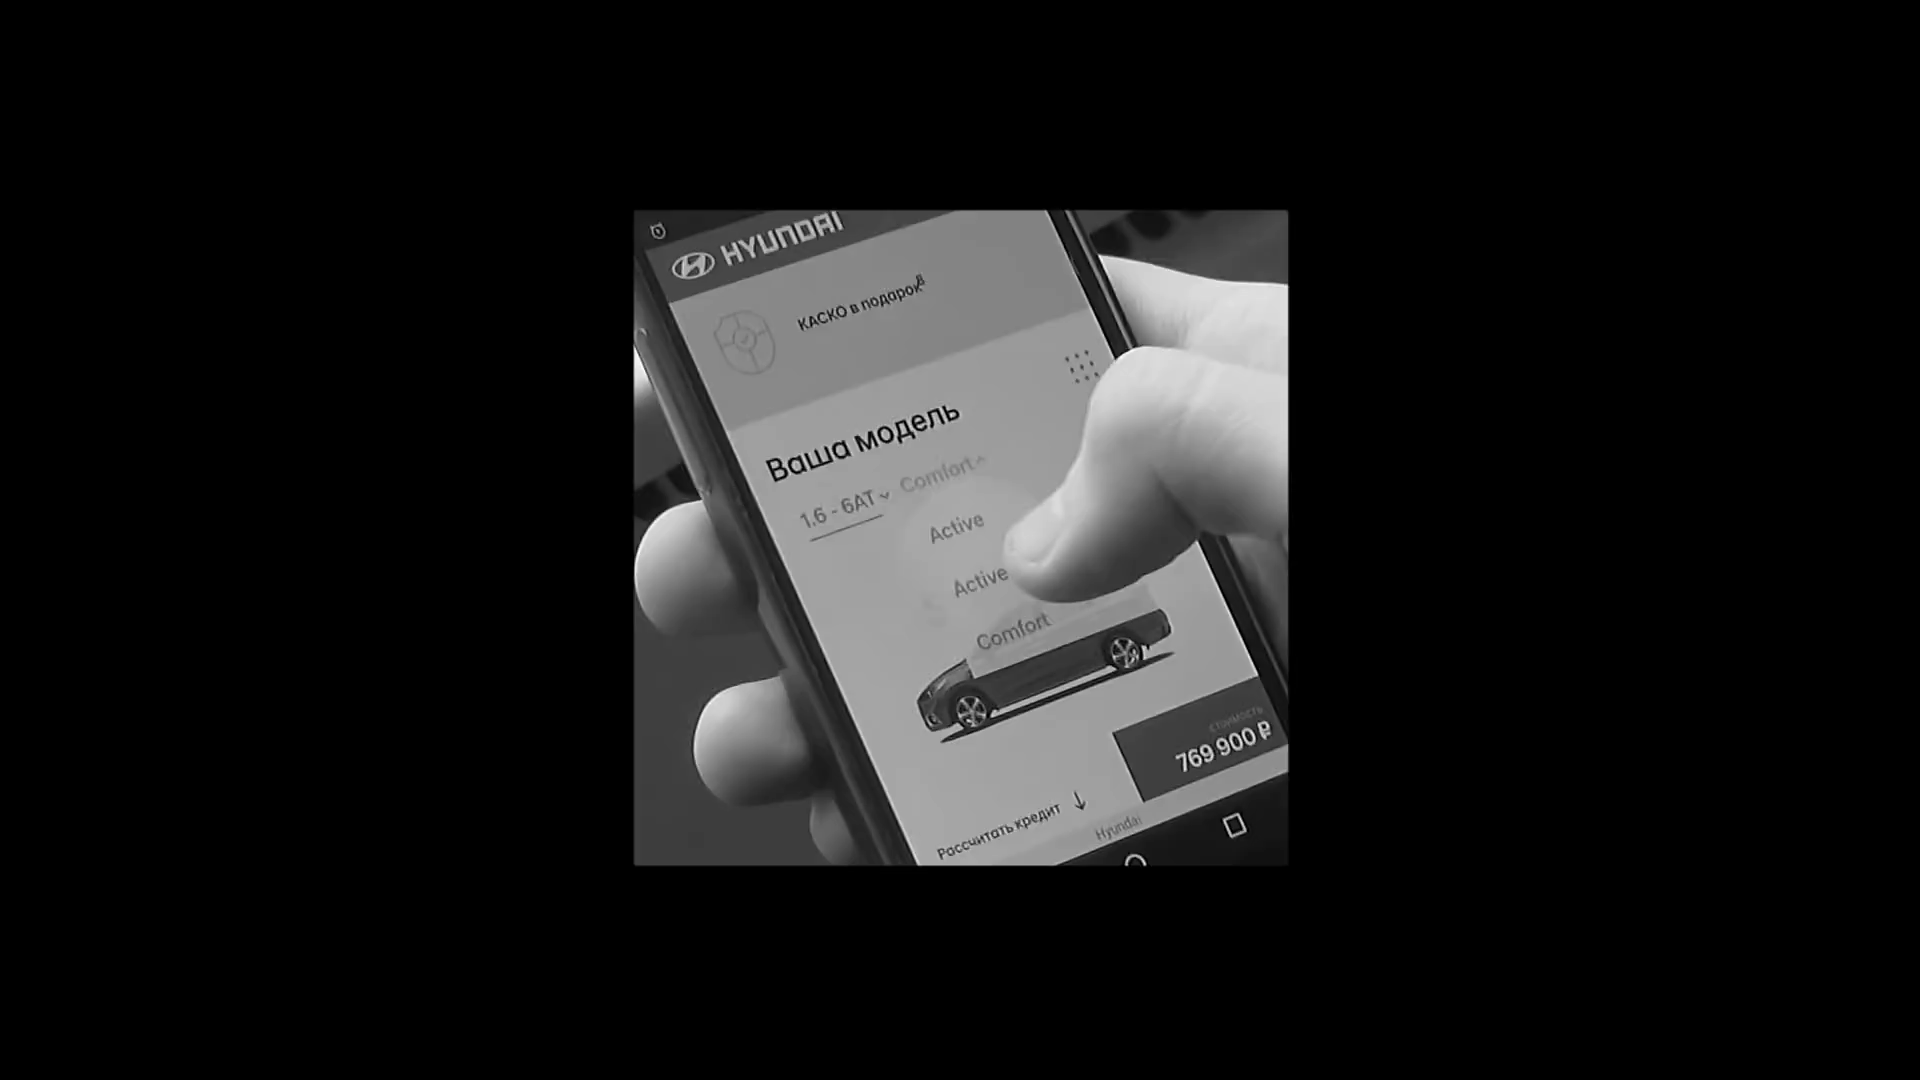 HYUNDAI
КАСКО в подарок
Ваша модель
1.6 - 6AT Comfort
Active
Active
Comfort
стоимость
769 900 ₽
Рассчитать кредит
Hyundai